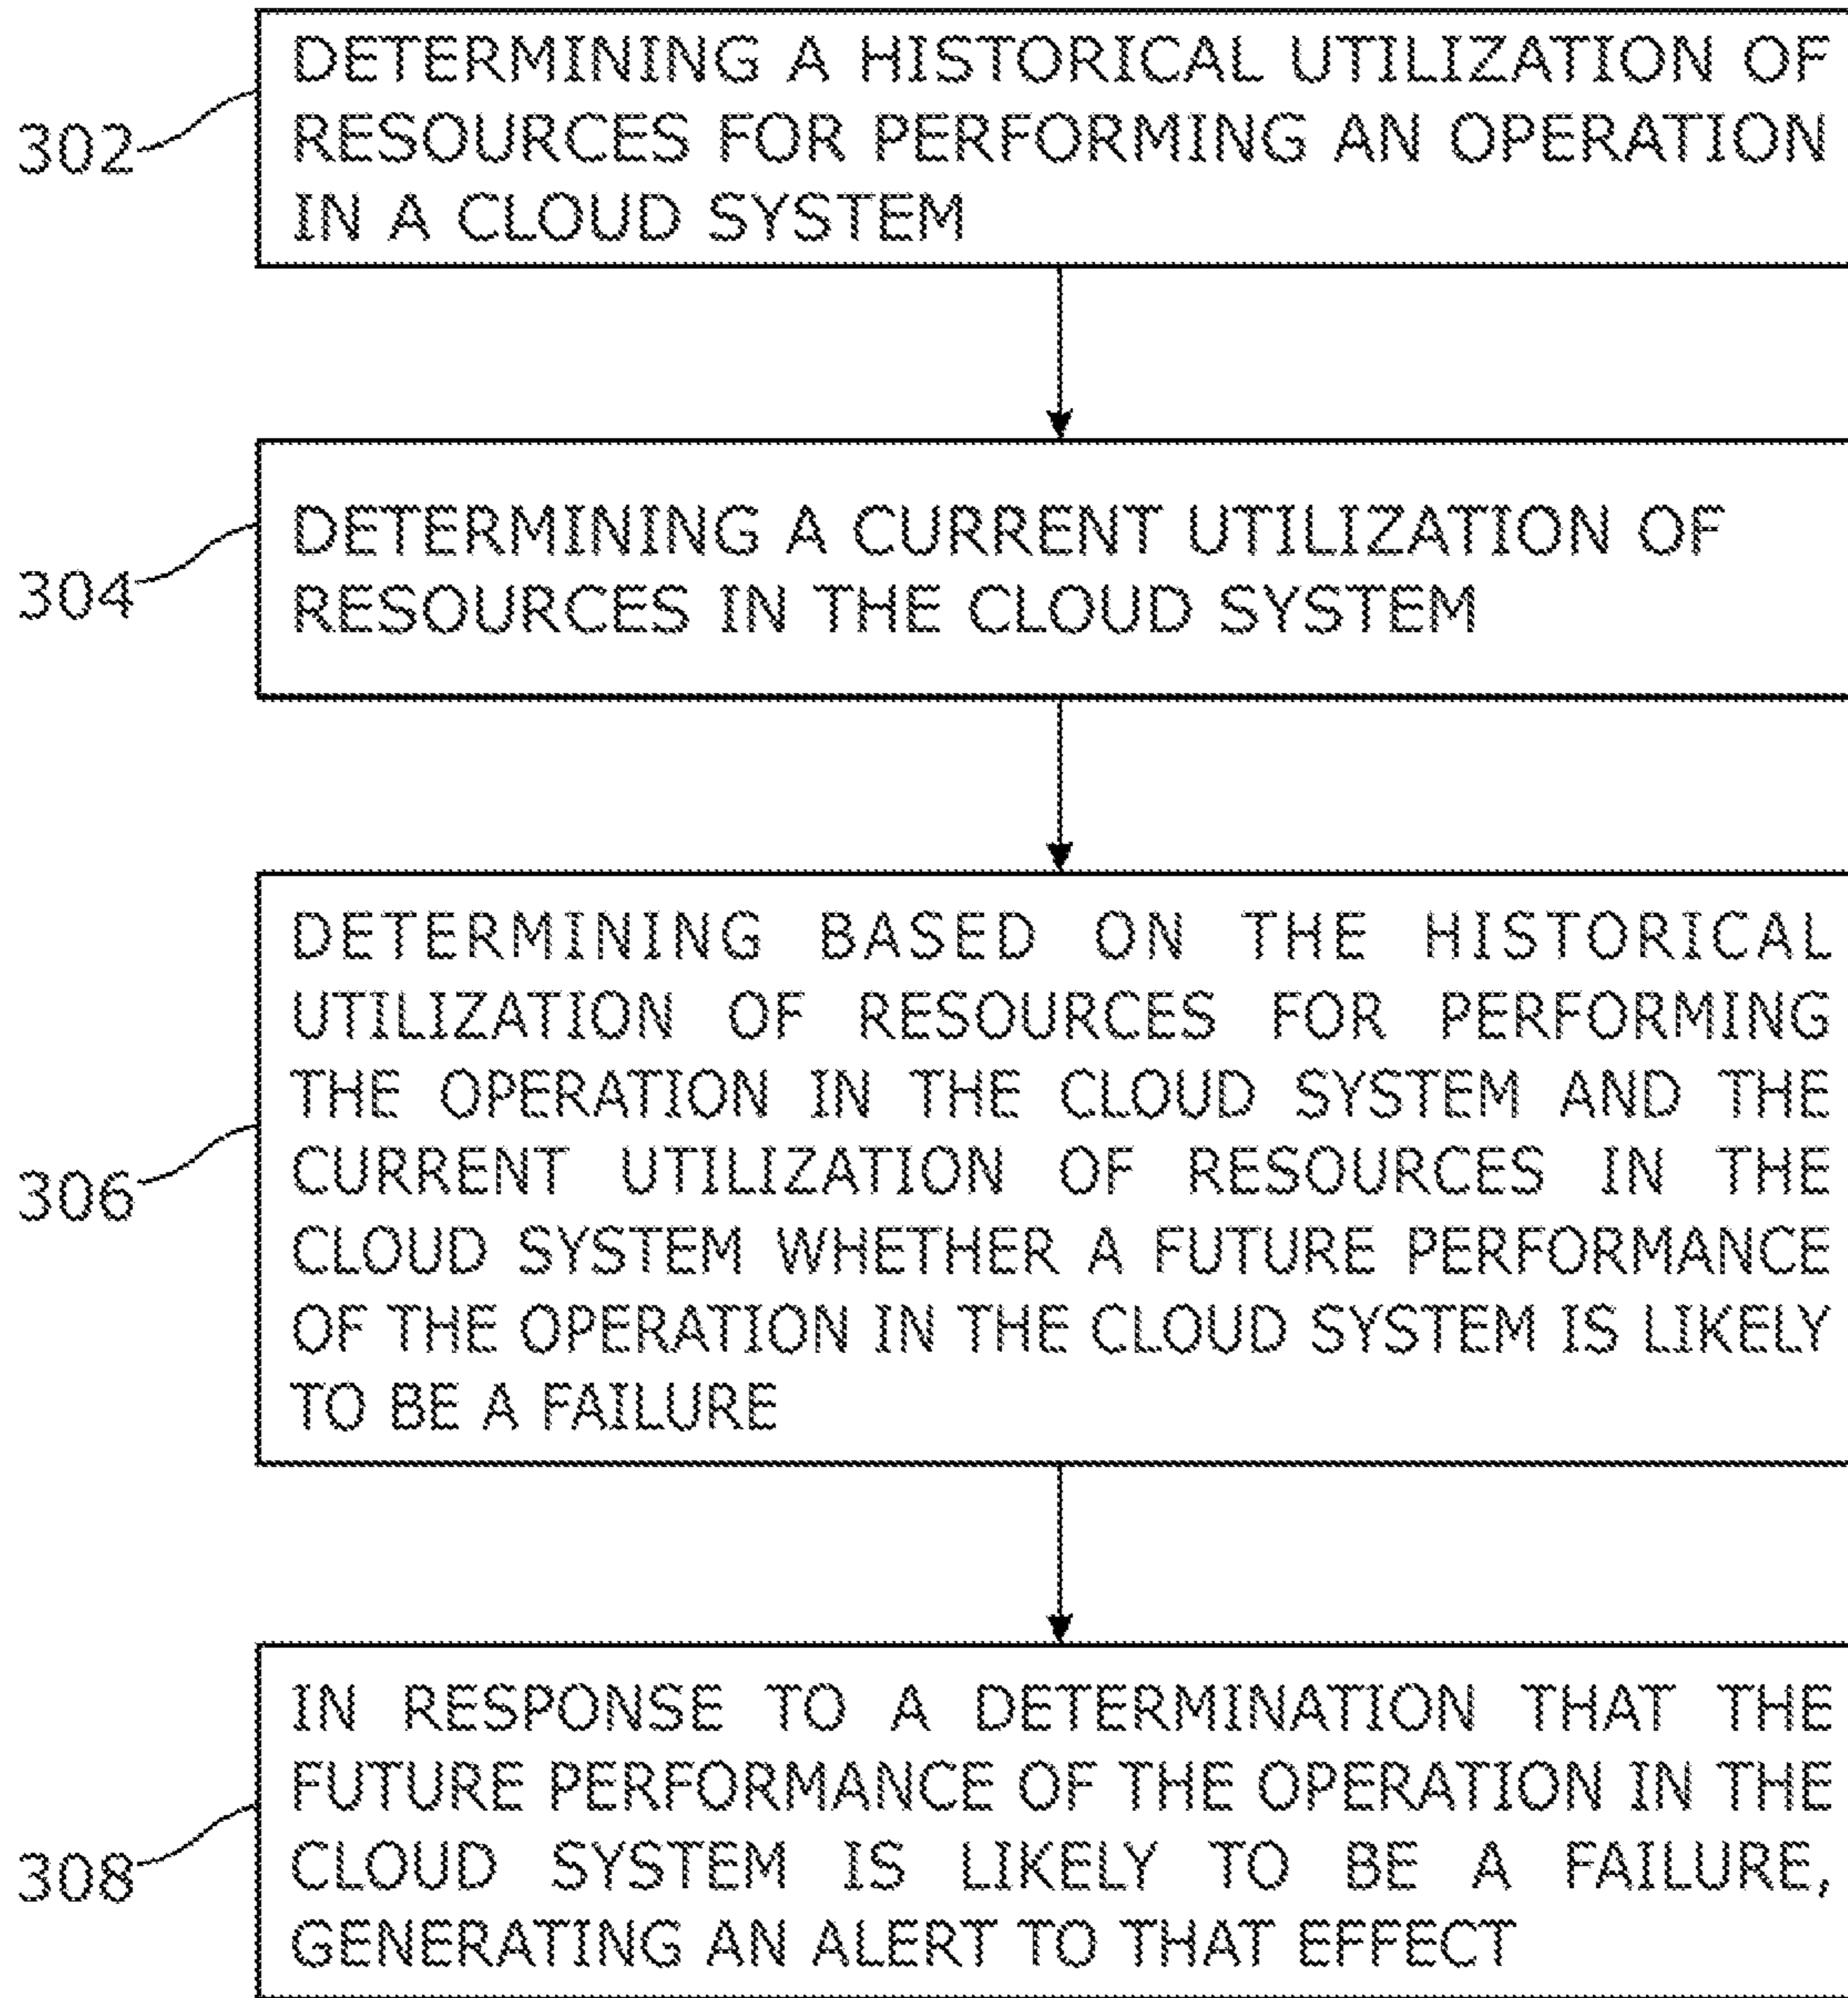 DETERMINING A HISTORICAL UTILIZATION OF
RESOURCES FOR PERFORMING AN OPERATION
IN A CLOUD SYSTEM
302
DETERMINING A CURRENT UTILIZATION OF
RESOURCES IN THE CLOUD SYSTEM
304
DETERMINING BASED ON THE HISTORICAL
UTILIZATION OF RESOURCES FOR PERFORMING
THE OPERATION IN THE CLOUD SYSTEM AND THE
CURRENT UTILIZATION OF RESOURCES IN THE
CLOUD SYSTEM WHETHER A FUTURE PERFORMANCE
OF THE OPERATION IN THE CLOUD SYSTEM IS LIKELY
TO BE A FAILURE
306
IN RESPONSE TO A DETERMINATION THAT THE
FUTURE PERFORMANCE OF THE OPERATION IN THE
CLOUD SYSTEM IS LIKELY TO BE A FAILURE,
GENERATING AN ALERT TO THAT EFFECT
308